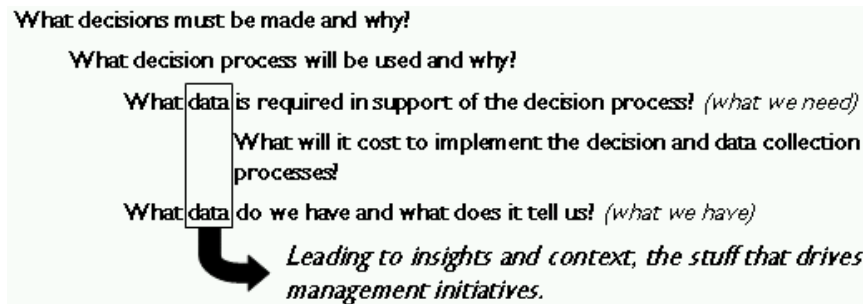 What decisions must be made and why?
What decision process will be used and why?
What data is required in support of the decision process? (what we need)
What will it cost to implement the decision and data collection
processes?
What data do we have and what does it tell us? (what we have)
Leading to insights and context, the stuff that drives
management initiatives.